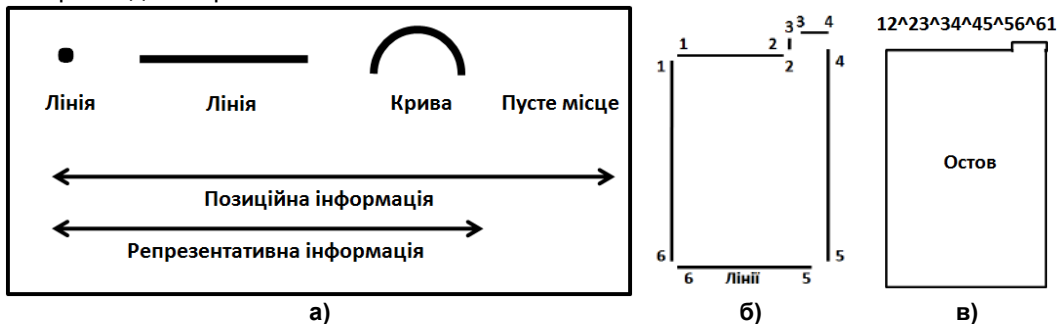 Лінія Лінія Крива Пусте місце
Позиційна інформація
Репрезентативна інформація
а)
3 3 4
1 2
1 2 4
6 5
6 Лінії 5
б)
12^23^34^45^56^61
Остов
в)